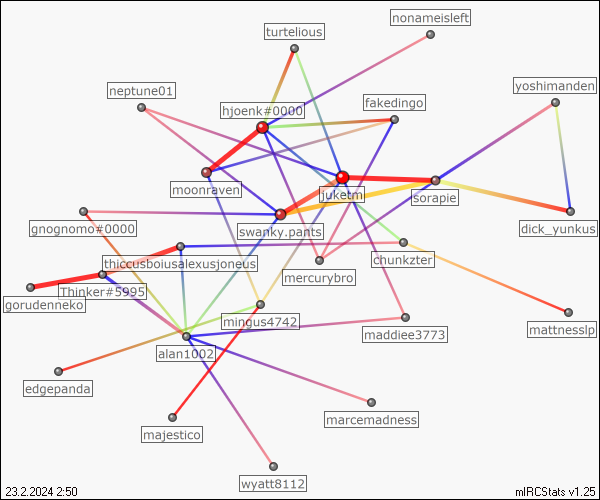 nonameisleft
turtelious
neptune01
yoshimanden
fakedingo
hjoenk#0000
moonraven
juketm
sorapie
gnognomo#0000
swanky.pants
dick_yunkus
chunkzter
thiccusboiusalexusjoneus
mercurybro
Thinker#5995
gorudenneko
mingus4742
maddiee3773
mattnesslp
alan1002
edgepanda
marcemadness
majestico
wyatt8112
23.2.2024 2:50
mIRCStats v1.25